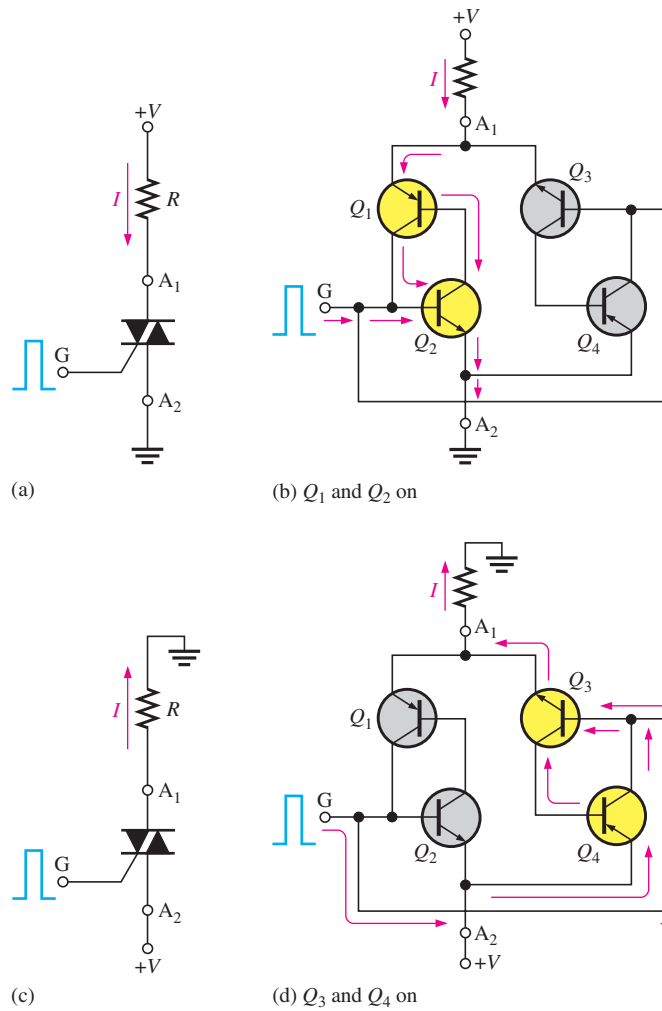 +V
I
R
A1
G
A2
(a)
+V
I
A1
Q1
Q3
G
Q2
Q4
A2
(b) Q1 and Q2 on
I
R
A1
G
A2
+V
(c)
I
A1
Q1
Q3
G
Q2
Q4
A2
+V
(d) Q3 and Q4 on